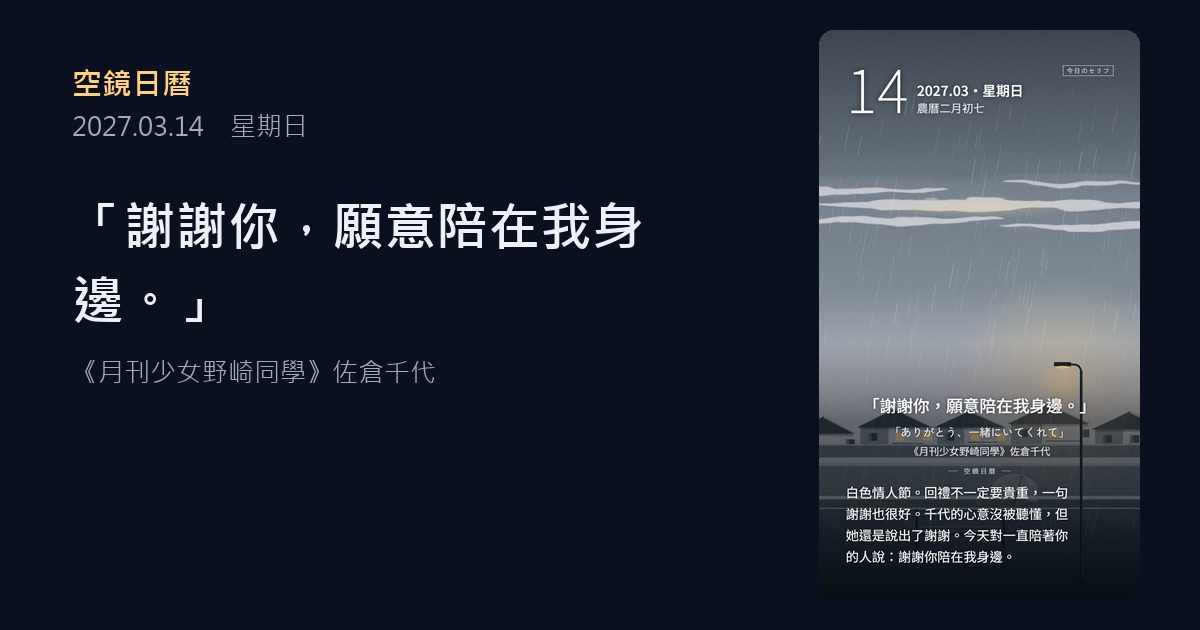 空鏡日曆
2027.03.14 星期日
「謝謝你，願意陪在我身
邊。」
《月刊少女野崎同學》佐倉千代
今日のセリフ
14
2027.03・星期日
農曆二月初七
「謝謝你，願意陪在我身邊。」
「ありがとう、一緒にいてくれて」
《月刊少女野崎同學》佐倉千代
— 空鏡日曆 —
白色情人節。回禮不一定要貴重，一句
謝謝也很好。千代的心意沒被聽懂，但
她還是說出了謝謝。今天對一直陪著你
的人說：謝謝你陪在我身邊。